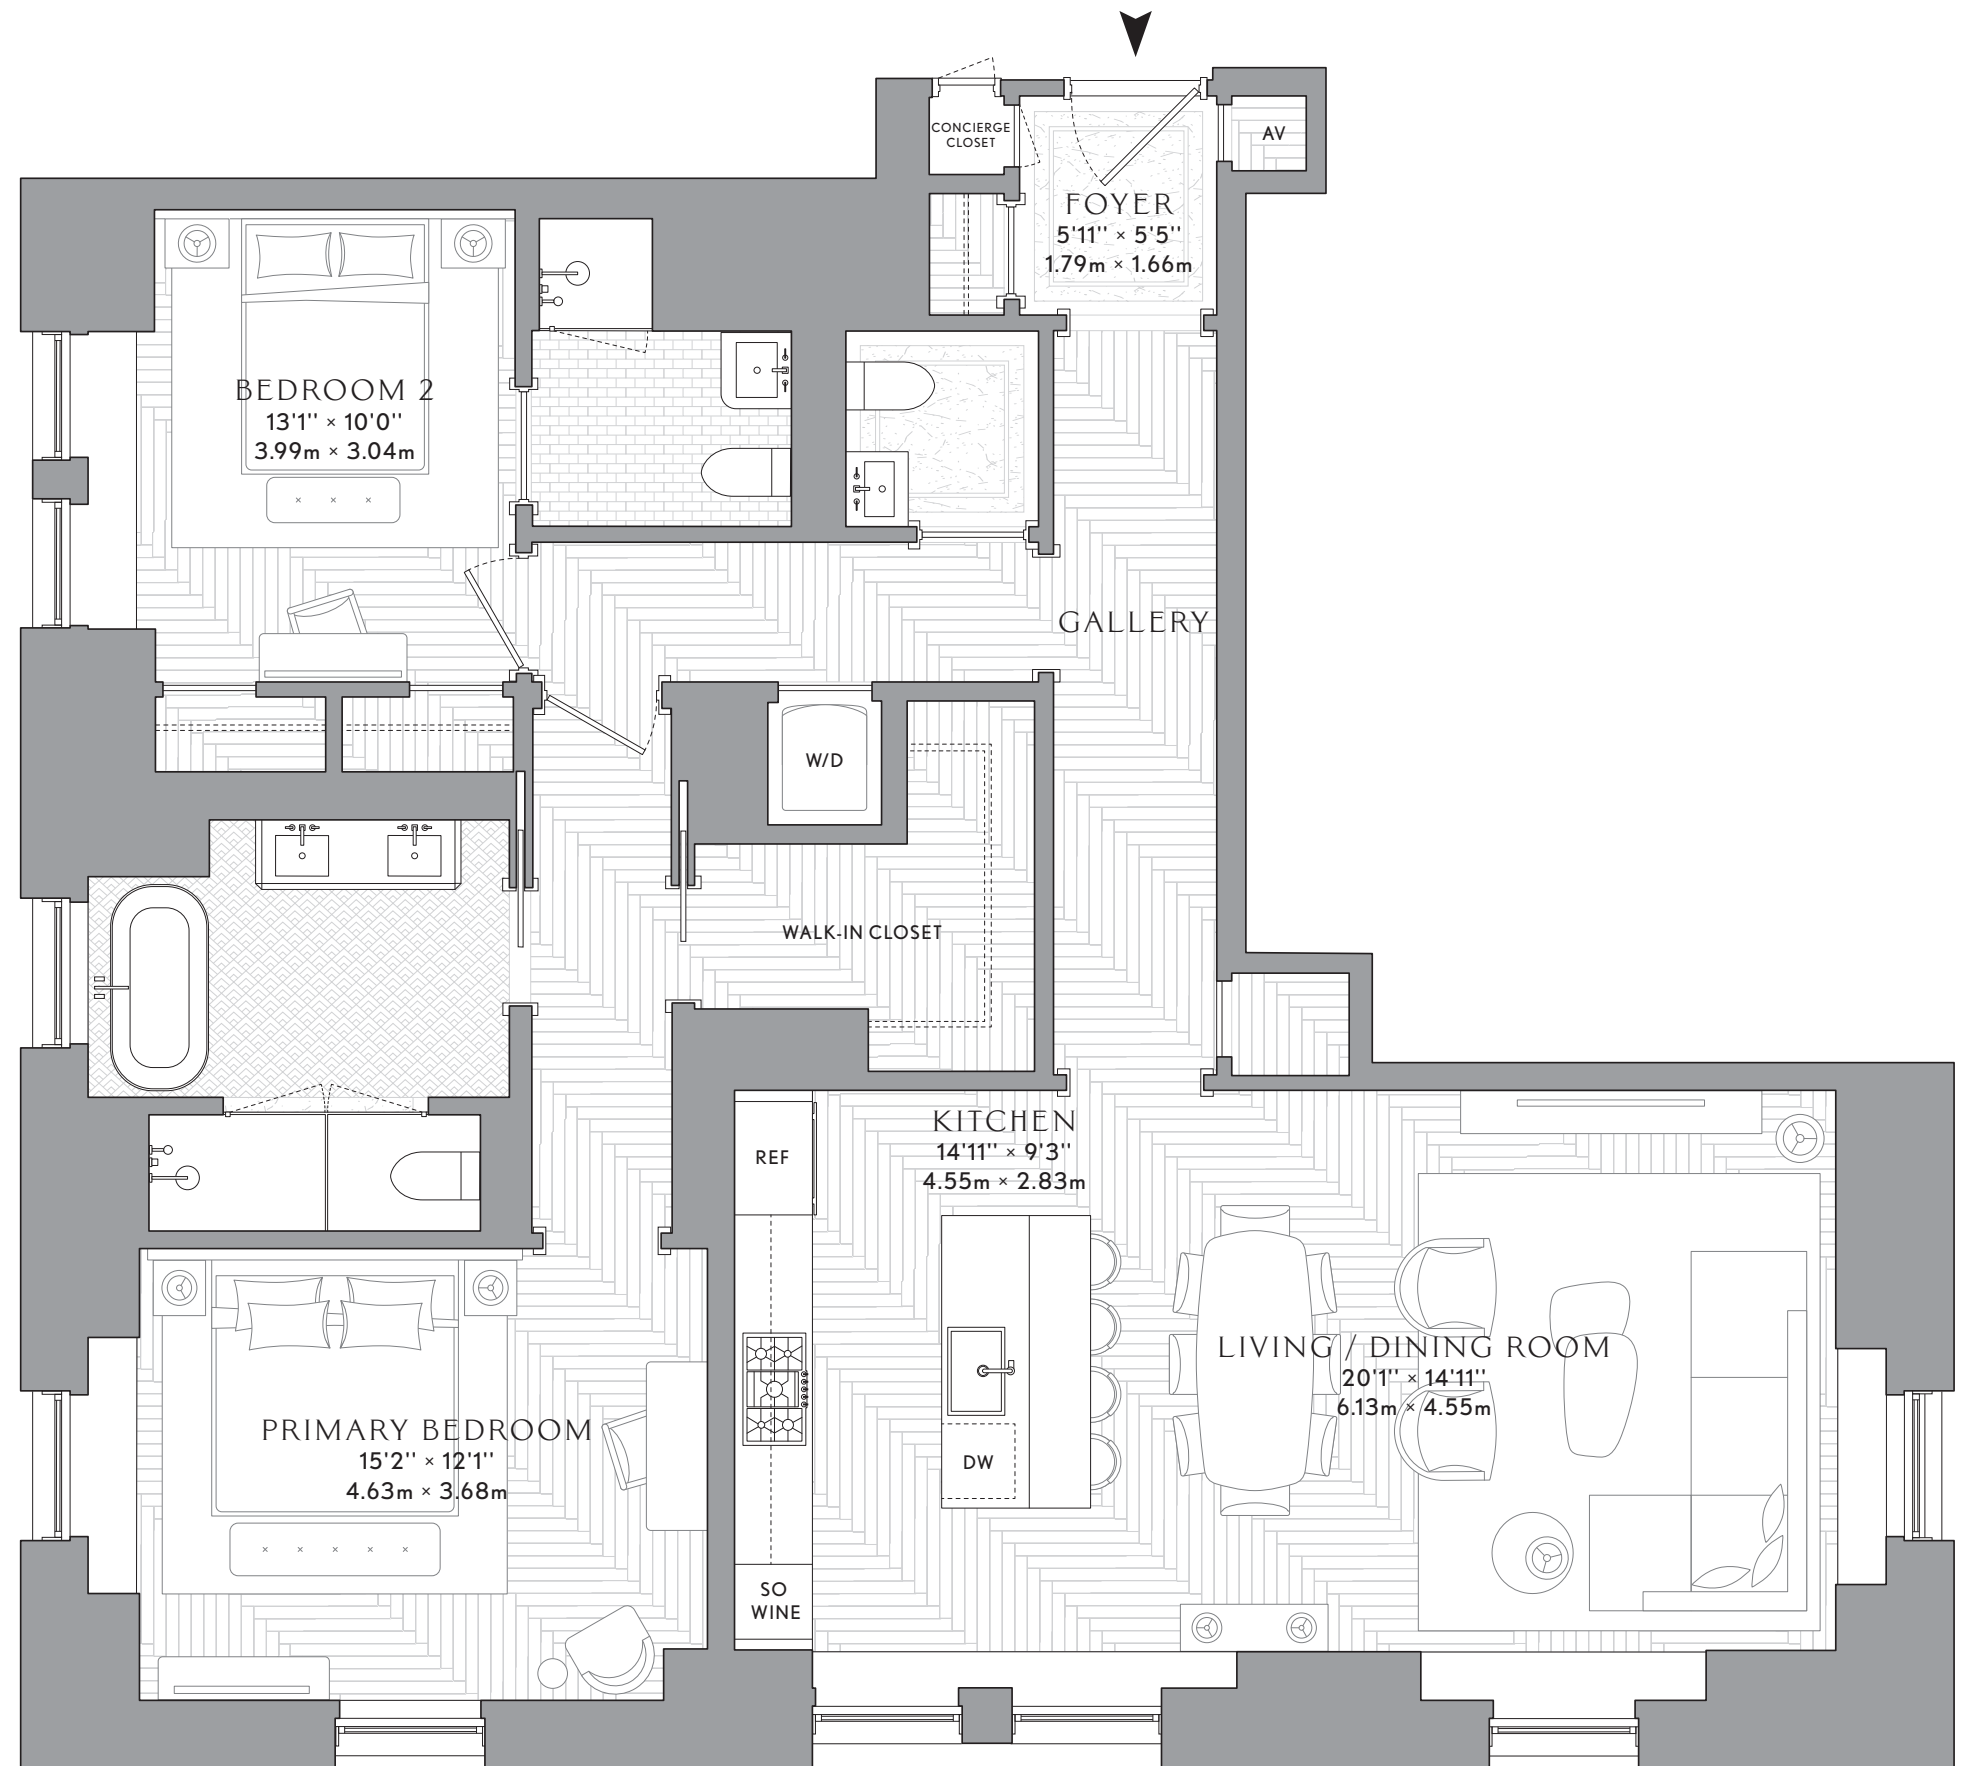 CONCIERGE
CLOSET
AV
FOYER
5'11'' × 5'5''
1.79m × 1.66m
BEDROOM 2
13'1'' × 10'0''
3.99m × 3.04m
GALLERY
W/D
WALK-IN CLOSET
KITCHEN
14'11'' × 9'3''
4.55m × 2.83m
REF
LIVING / DINING ROOM
20'1'' × 14'11''
6.13m × 4.55m
PRIMARY BEDROOM
15'2'' × 12'1''
4.63m × 3.68m
DW
SO
WINE